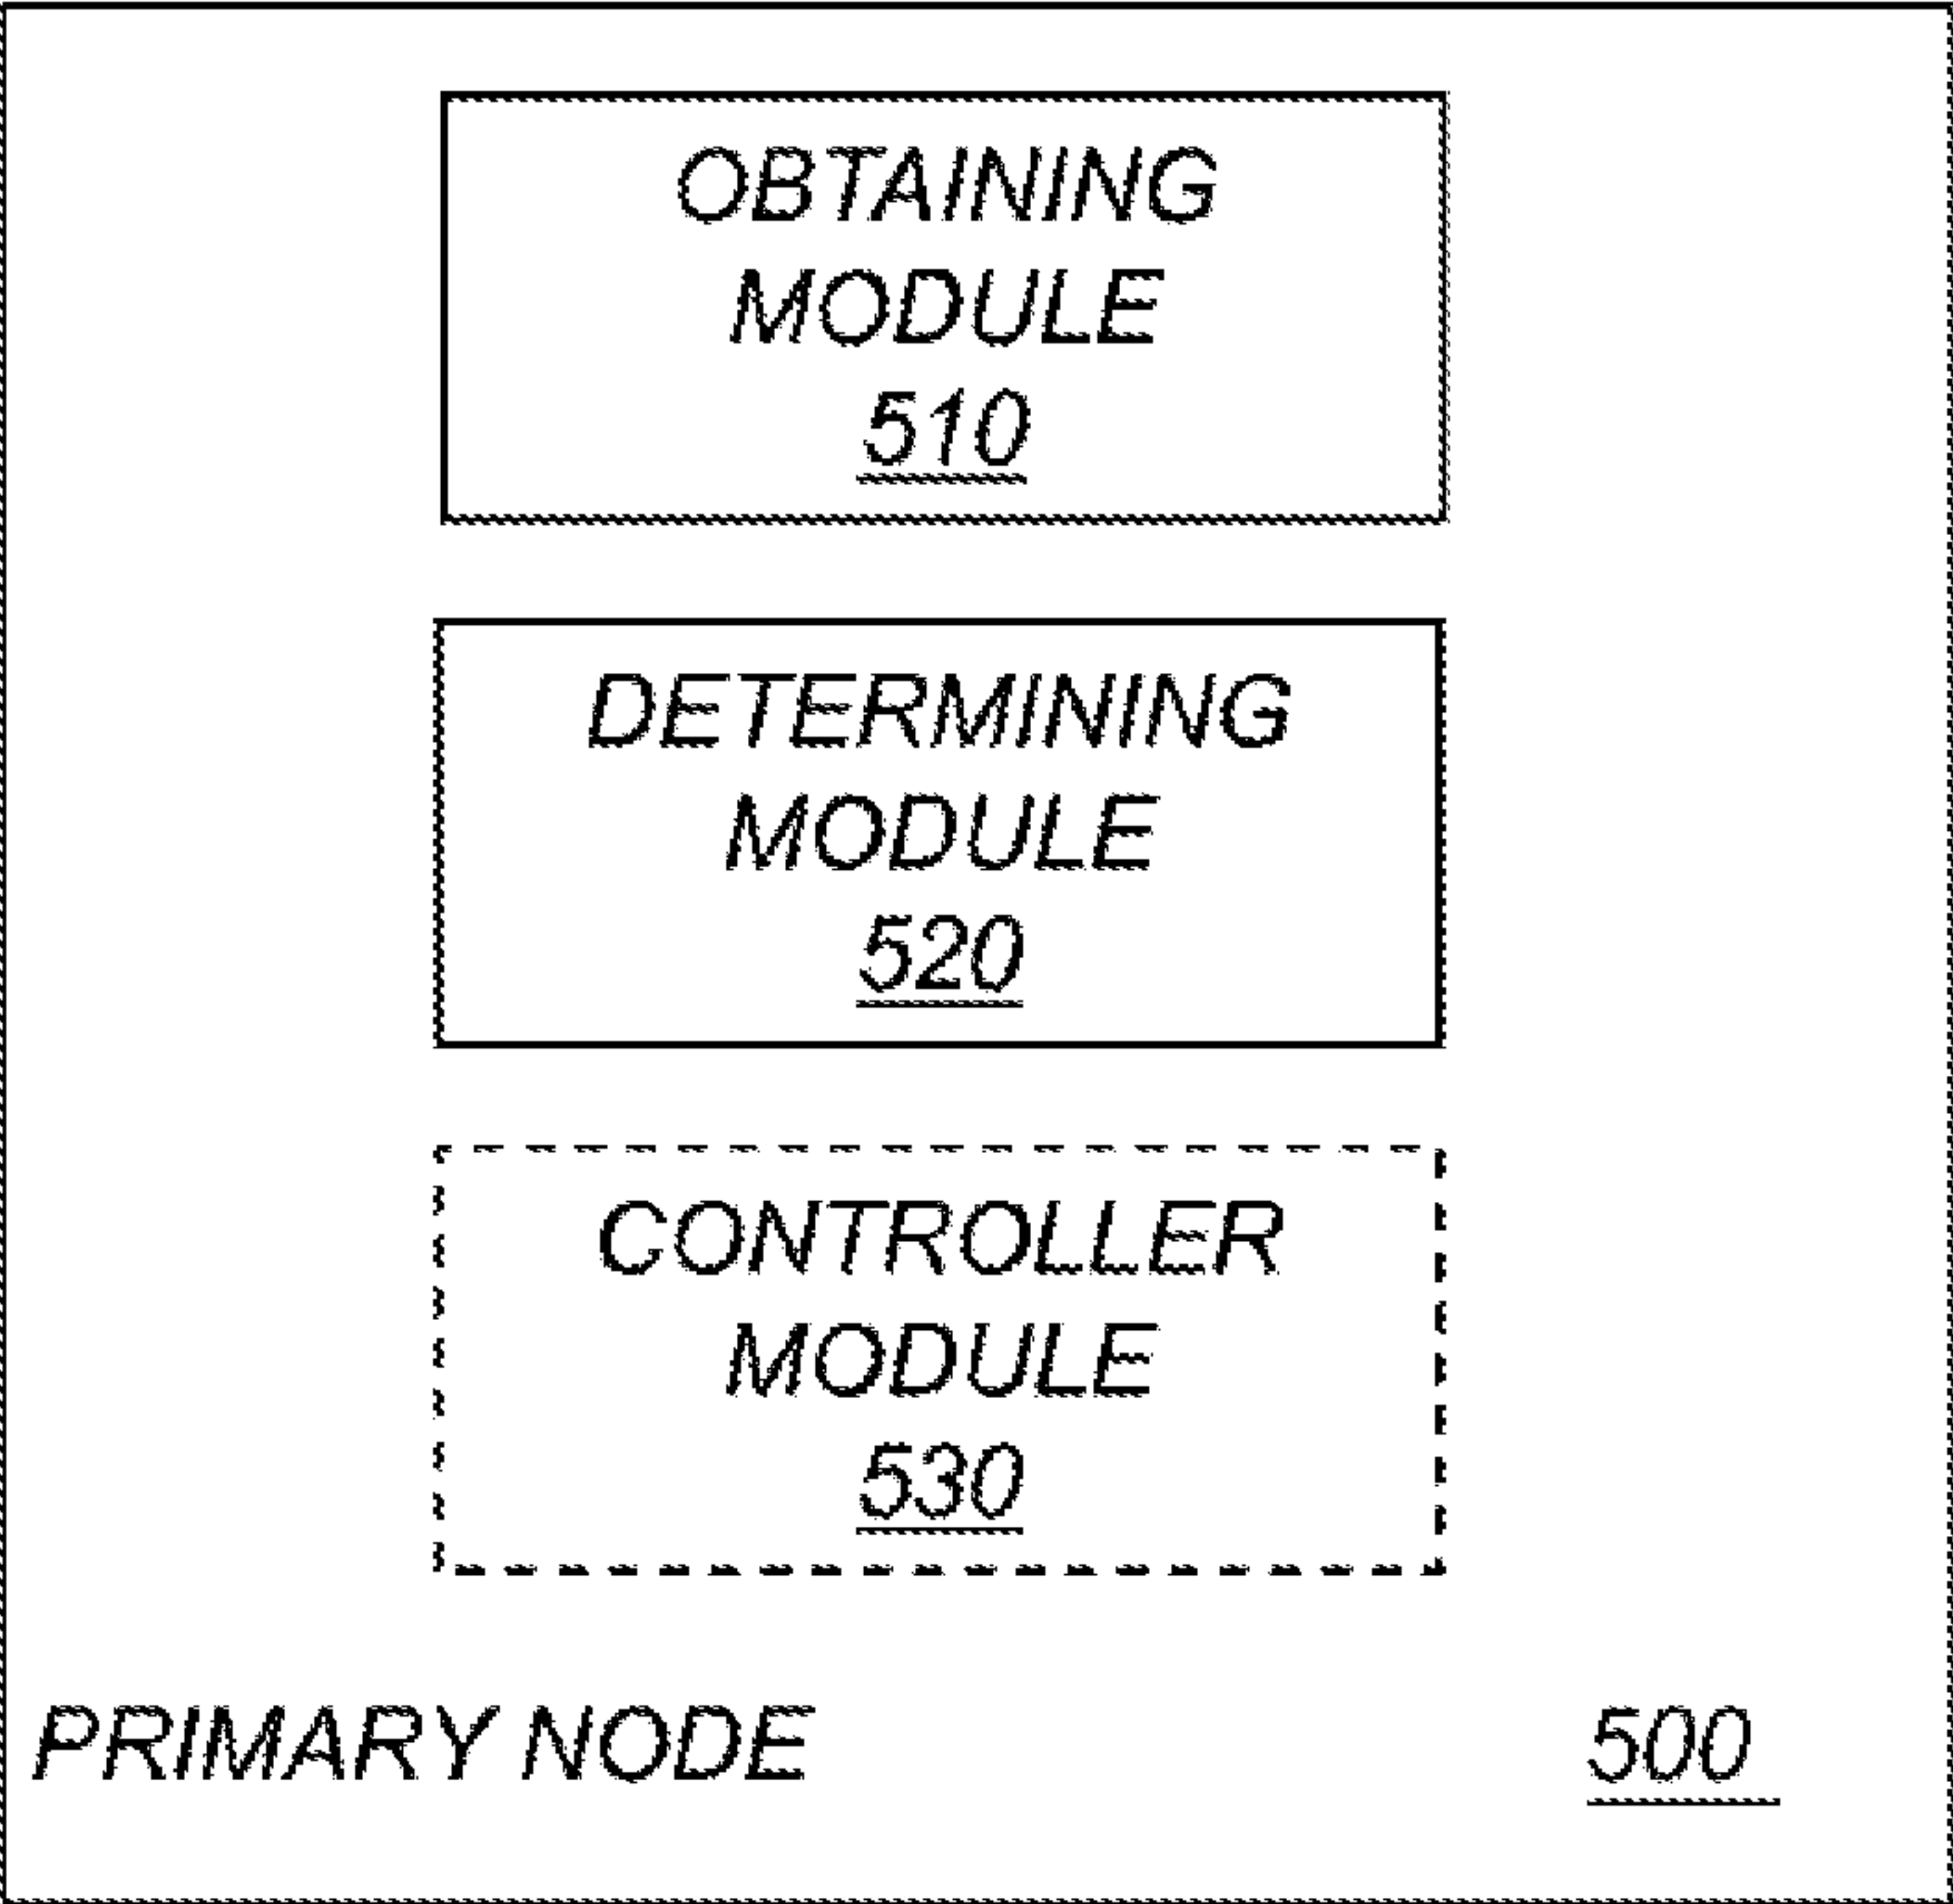 OBTAINING
MODULE
510
DETERMINING
MODULE
520
CONTROLLER
MODULE
530
PRIMARY NODE 500